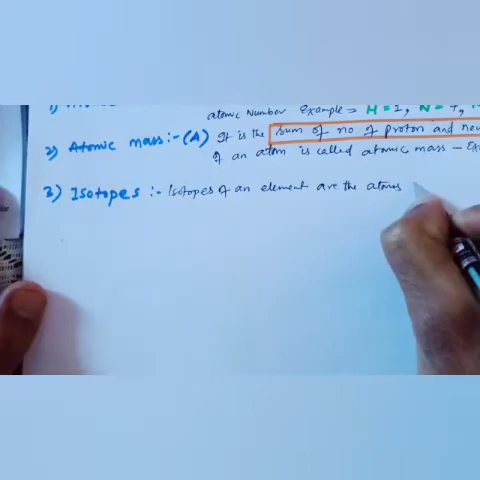 atomic Number Example = H = 1, N = 7,
2) Atomic mass :- (A) It is the sum of no of proton and neu
of an atom is called atomic mass - Ex
3) Isotopes :- Isotopes of an element are the atoms